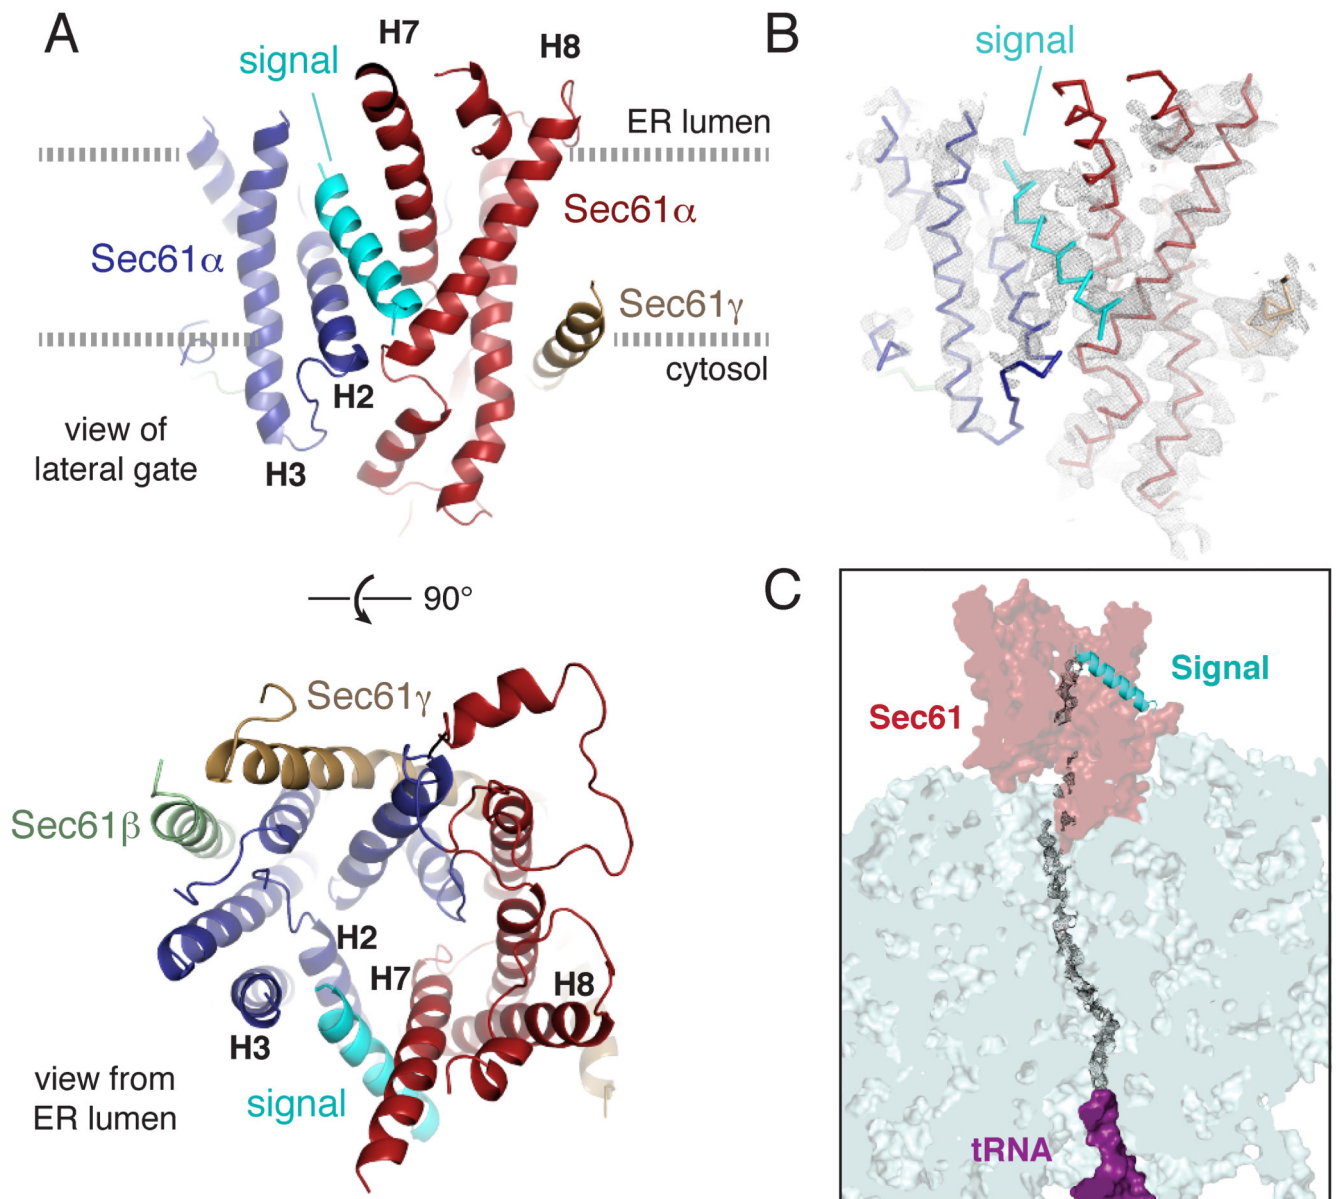 A
H7
H8
signal
ER lumen
Sec61α
Sec61α
Sec61γ
cytosol
H2
view of
lateral gate
H3
90°
Sec61γ
Sec61β
H2
H7
H8
H3
view from
ER lumen
signal
B
signal
C
Signal
Sec61
tRNA